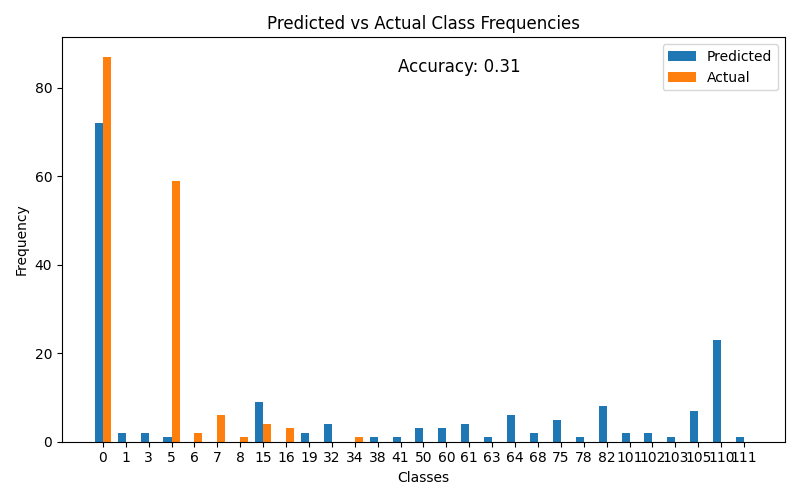 Predicted vs Actual Class Frequencies
Accuracy: 0.31
Predicted
Actual
Frequency
80
60
40
20
0
0 1 3 5 6 7 8 15 16 19 32 34 38 41 50 60 61 63 64 68 75 78 82 101 102 103 105 110 111
Classes